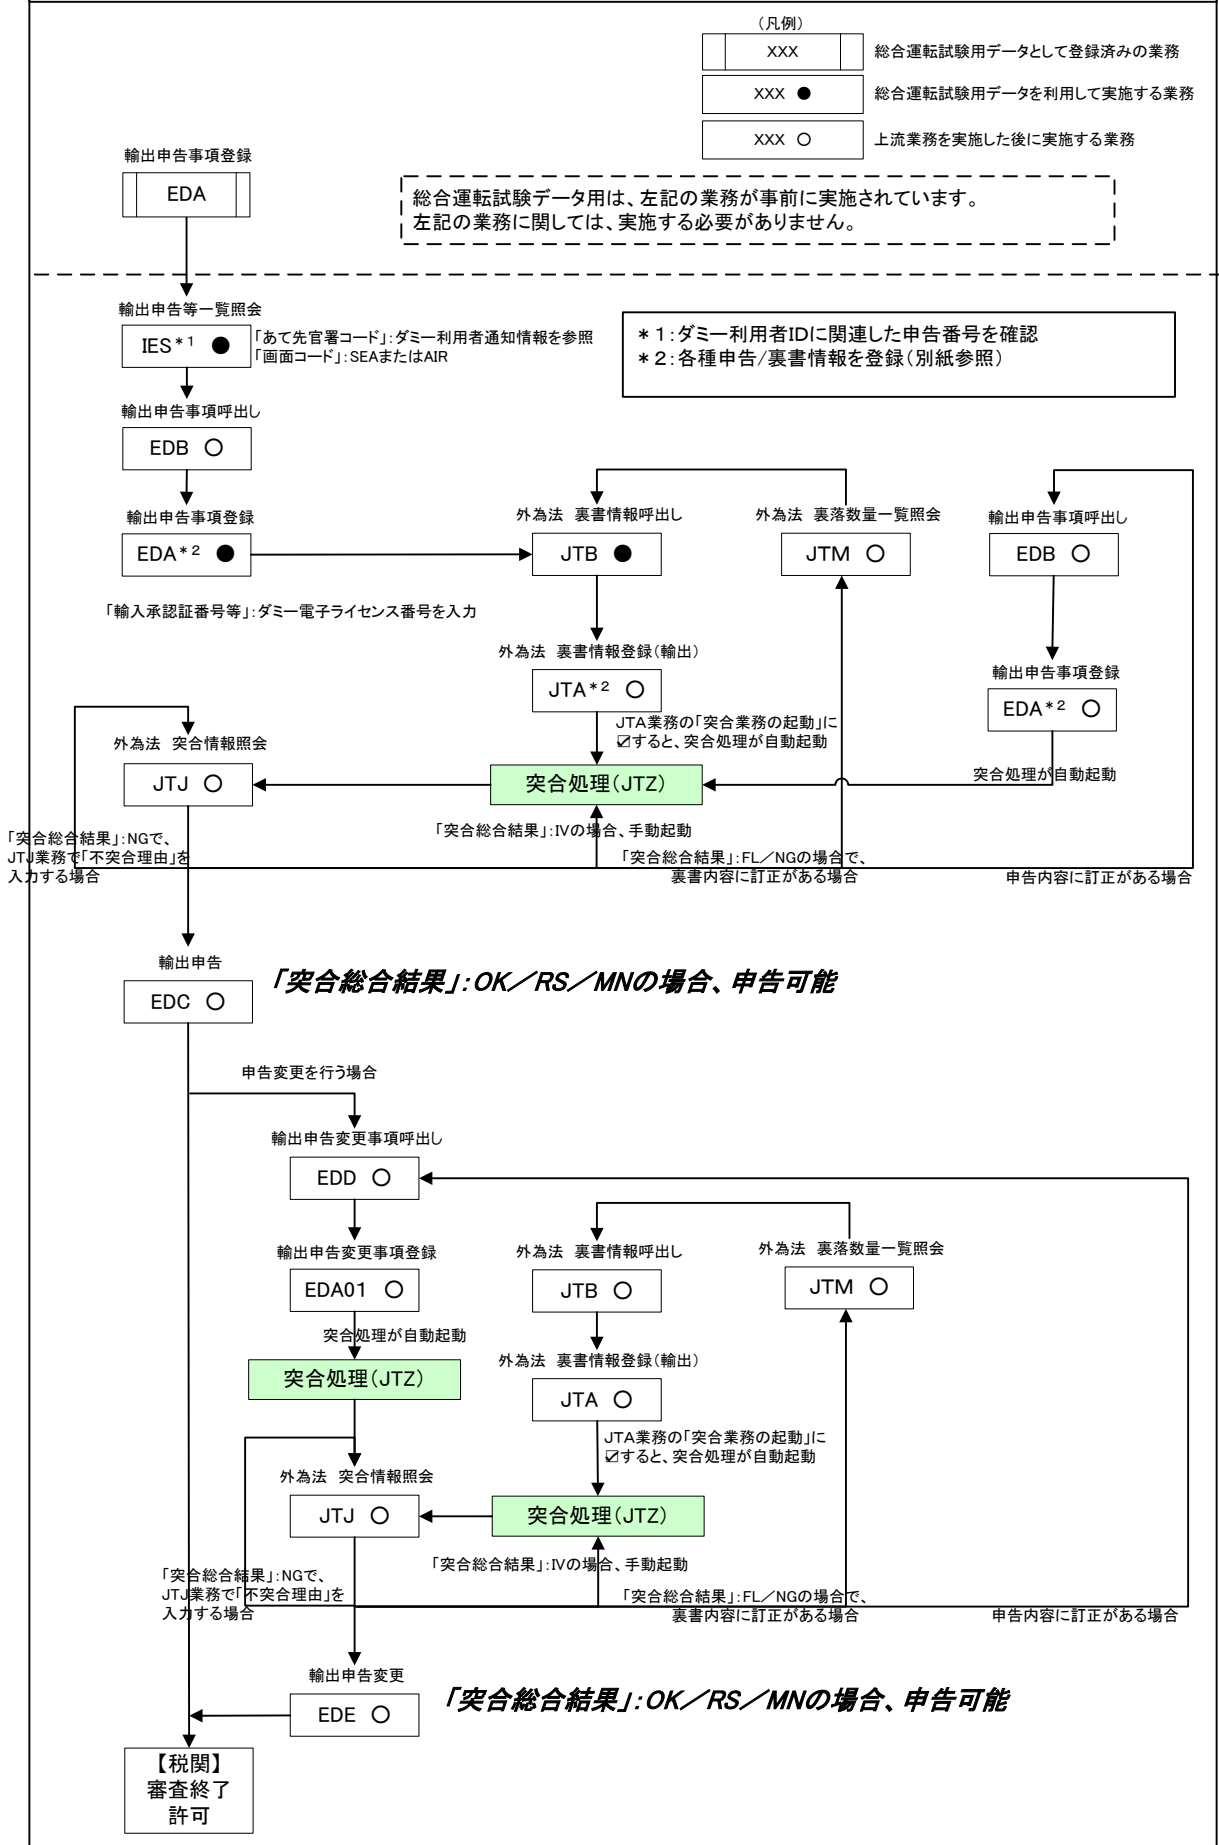 (凡例)
XXX
総合運転試験用データとして登録済みの業務
XXX ●
総合運転試験用データを利用して実施する業務
XXX ○
上流業務を実施した後に実施する業務
輸出申告事項登録
EDA
総合運転試験データ用は、左記の業務が事前に実施されています。
左記の業務に関しては、実施する必要がありません。
輸出申告等一覧照会
IES*1 ●
「あて先官署コード」:ダミー利用者通知情報を参照
「画面コード」:SEAまたはAIR
*1:ダミー利用者IDに関連した申告番号を確認
*2:各種申告/裏書情報を登録(別紙参照)
輸出申告事項呼出し
EDB ○
輸出申告事項登録
EDA*2 ●
「輸入承認証番号等」:ダミー電子ライセンス番号を入力
外為法 裏書情報呼出し
JTB ●
外為法 裏落数量一覧照会
JTM ○
輸出申告事項呼出し
EDB ○
外為法 裏書情報登録(輸出)
JTA*2 ○
輸出申告事項登録
EDA*2 ○
JTA業務の「突合業務の起動」に
☑すると、突合処理が自動起動
突合処理が自動起動
外為法 突合情報照会
JTJ ○
突合処理(JTZ)
「突合総合結果」:NGで、
JTJ業務で「不突合理由」を
入力する場合
「突合総合結果」:IVの場合、手動起動
「突合総合結果」:FL/NGの場合で、
裏書内容に訂正がある場合
申告内容に訂正がある場合
輸出申告
EDC ○
「突合総合結果」:OK/RS/MNの場合、申告可能
申告変更を行う場合
輸出申告変更事項呼出し
EDD ○
輸出申告変更事項登録
EDA01 ○
外為法 裏書情報呼出し
JTB ○
外為法 裏落数量一覧照会
JTM ○
突合処理が自動起動
突合処理(JTZ)
外為法 裏書情報登録(輸出)
JTA ○
JTA業務の「突合業務の起動」に
☑すると、突合処理が自動起動
外為法 突合情報照会
JTJ ○
突合処理(JTZ)
「突合総合結果」:NGで、
JTJ業務で「不突合理由」を
入力する場合
「突合総合結果」:IVの場合、手動起動
「突合総合結果」:FL/NGの場合で、
裏書内容に訂正がある場合
申告内容に訂正がある場合
輸出申告変更
EDE ○
「突合総合結果」:OK/RS/MNの場合、申告可能
【税関】
審査終了
許可